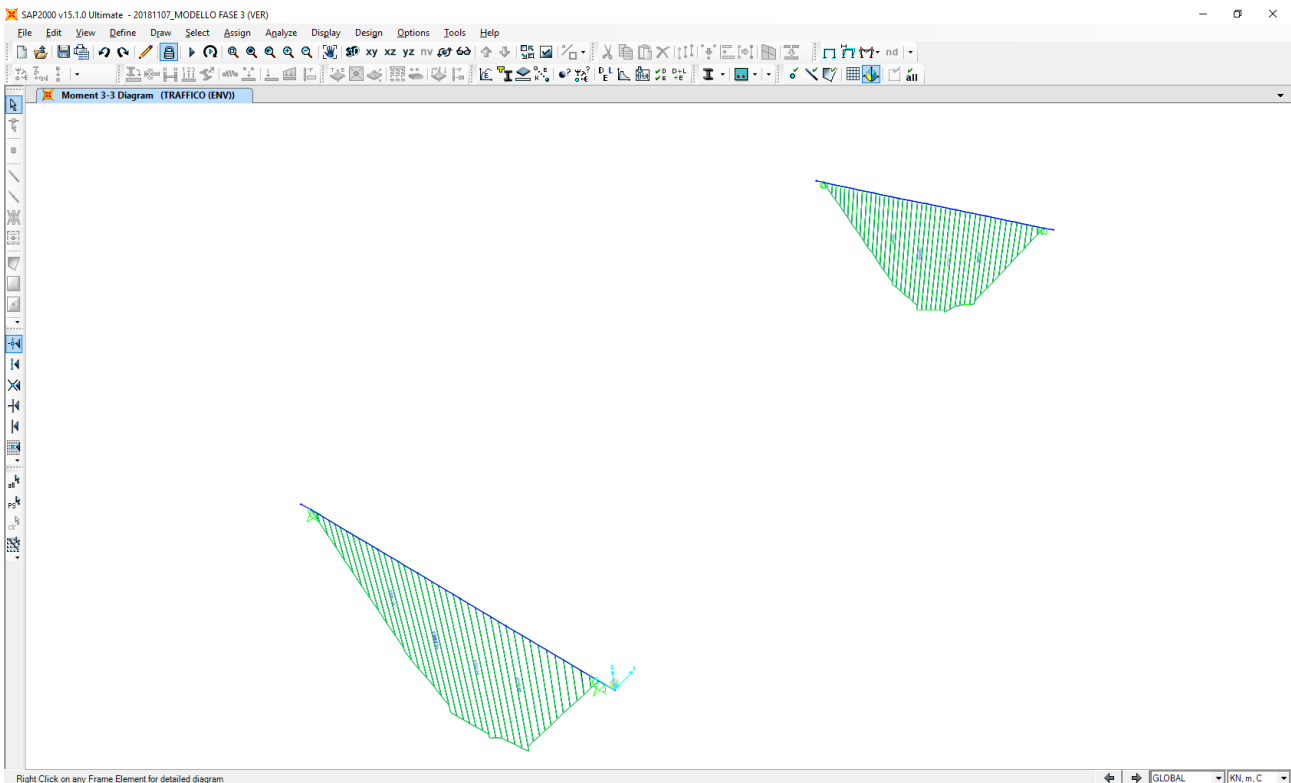 SAP2000 v15.1.0 Ultimate - 20181107_MODELLO FASE 3 (VER)
File Edit View Define Draw Select Assign Analyze Display Design Options Tools Help
xy xz yz nv
nd
all
Moment 3-3 Diagram (TRAFFICO (ENV))
all
PS
clr
Z
X
Right Click on any Frame Element for detailed diagram
GLOBAL
KN, m, C